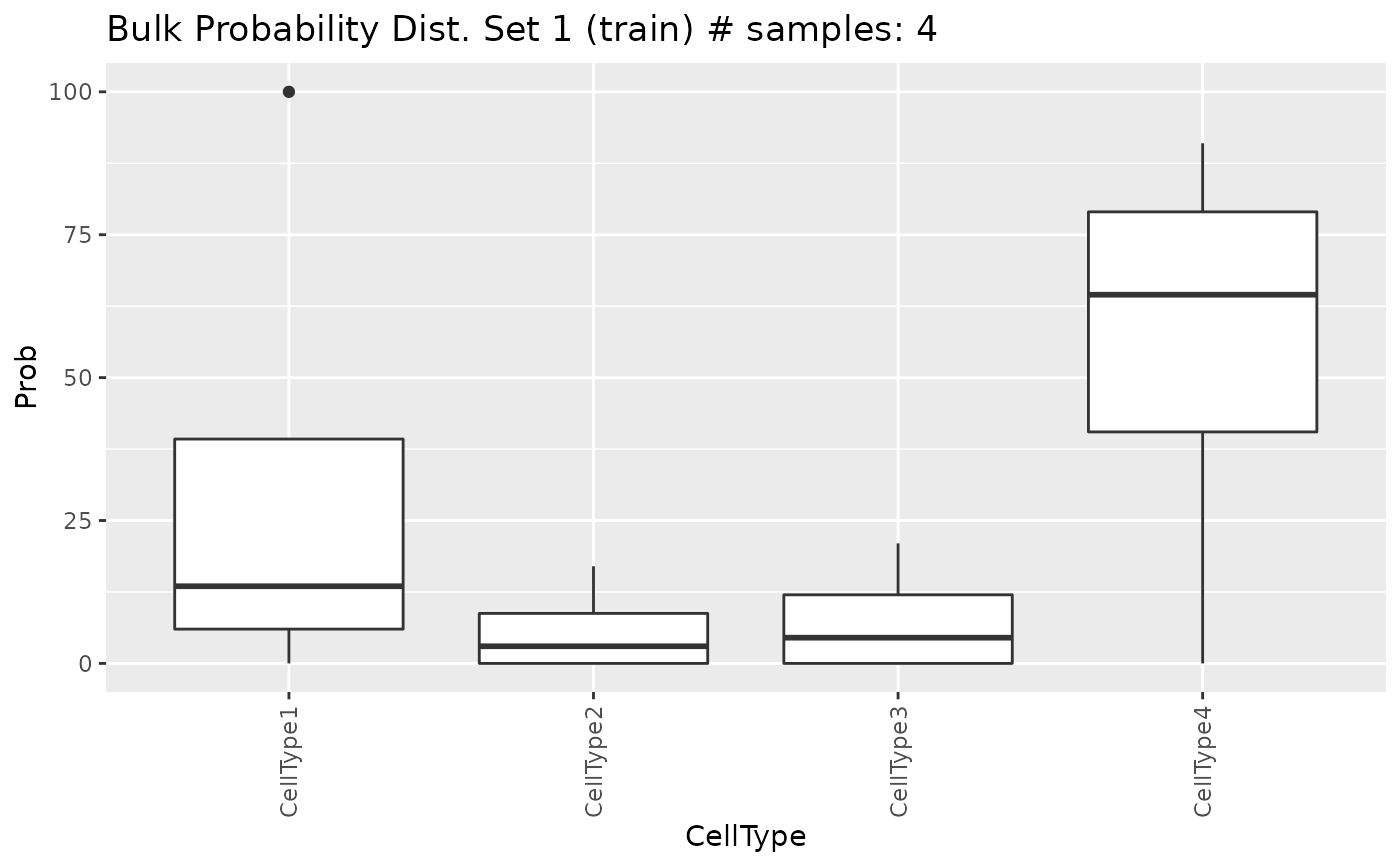 Bulk Probability Dist. Set 1 (train) # samples: 4
Prob
100
75
50
25
0
CellType1
CellType2
CellType3
CellType4
CellType